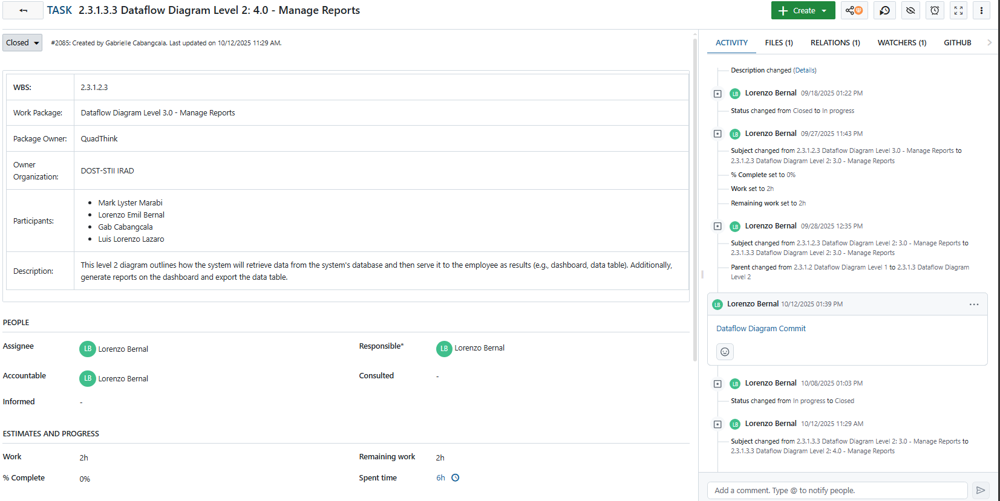 TASK 2.3.1.3.3 Dataflow Diagram Level 2: 4.0 - Manage Reports
Create
Closed
#2085: Created by Gabrielle Cabangcala. Last updated on 10/12/2025 11:29 AM.
WBS: 2.3.1.2.3
Work Package: Dataflow Diagram Level 3.0 - Manage Reports
Package Owner: QuadThink
Owner
Organization: DOST-STII IRAD
Participants:
Mark Lyster Marabi
Lorenzo Emil Bernal
Gab Cabangcala
Luis Lorenzo Lazaro
Description:
This level 2 diagram outlines how the system will retrieve data from the system's database and then serve it to the employee as results (e.g., dashboard, data table). Additionally,
generate reports on the dashboard and export the data table.
PEOPLE
Assignee LB Lorenzo Bernal
Responsible* LB Lorenzo Bernal
Accountable LB Lorenzo Bernal
Consulted -
Informed -
ESTIMATES AND PROGRESS
Work 2h
Remaining work 2h
% Complete 0%
Spent time 6h
ACTIVITY FILES (1) RELATIONS (1) WATCHERS (1) GITHUB
Description changed (Details)
LB Lorenzo Bernal 09/18/2025 01:22 PM
Status changed from Closed to In progress
LB Lorenzo Bernal 09/27/2025 11:43 PM
Subject changed from 2.3.1.2.3 Dataflow Diagram Level 3.0 - Manage Reports to
2.3.1.2.3 Dataflow Diagram Level 2: 3.0 - Manage Reports
% Complete set to 0%
Work set to 2h
Remaining work set to 2h
LB Lorenzo Bernal 09/28/2025 12:35 PM
Subject changed from 2.3.1.2.3 Dataflow Diagram Level 2: 3.0 - Manage Reports to
2.3.1.3.3 Dataflow Diagram Level 2: 3.0 - Manage Reports
Parent changed from 2.3.1.2 Dataflow Diagram Level 1 to 2.3.1.3 Dataflow Diagram
Level 2
LB Lorenzo Bernal 10/12/2025 01:39 PM
Dataflow Diagram Commit
LB Lorenzo Bernal 10/08/2025 01:03 PM
Status changed from In progress to Closed
LB Lorenzo Bernal 10/12/2025 11:29 AM
Subject changed from 2.3.1.3.3 Dataflow Diagram Level 2: 3.0 - Manage Reports to
2.3.1.3.3 Dataflow Diagram Level 2: 4.0 - Manage Reports
Add a comment. Type @ to notify people.